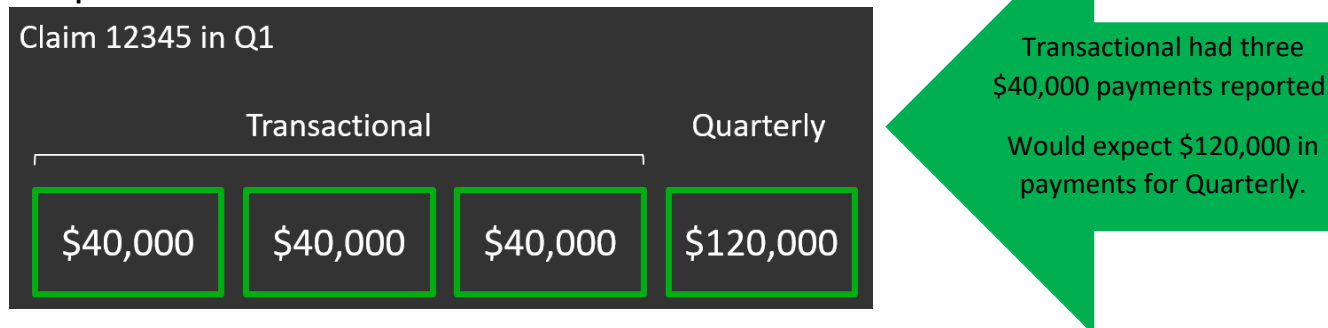 Claim 12345 in Q1
Transactional
Quarterly
$40,000
$40,000
$40,000
$120,000
Transactional had three
$40,000 payments reported.
Would expect $120,000 in
payments for Quarterly.